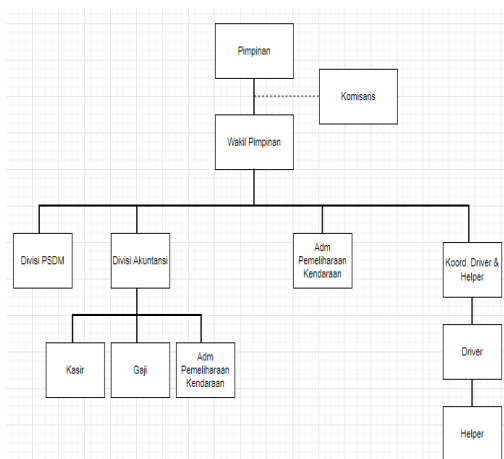 Pimpinan
Komisaris
Wakil Pimpinan
Divisi PSDM
Divisi Akuntansi
Adm
Pemeliharaan
Kendaraan
Koord. Driver &
Helper
Kasir
Gaji
Adm
Pemeliharaan
Kendaraan
Driver
Helper